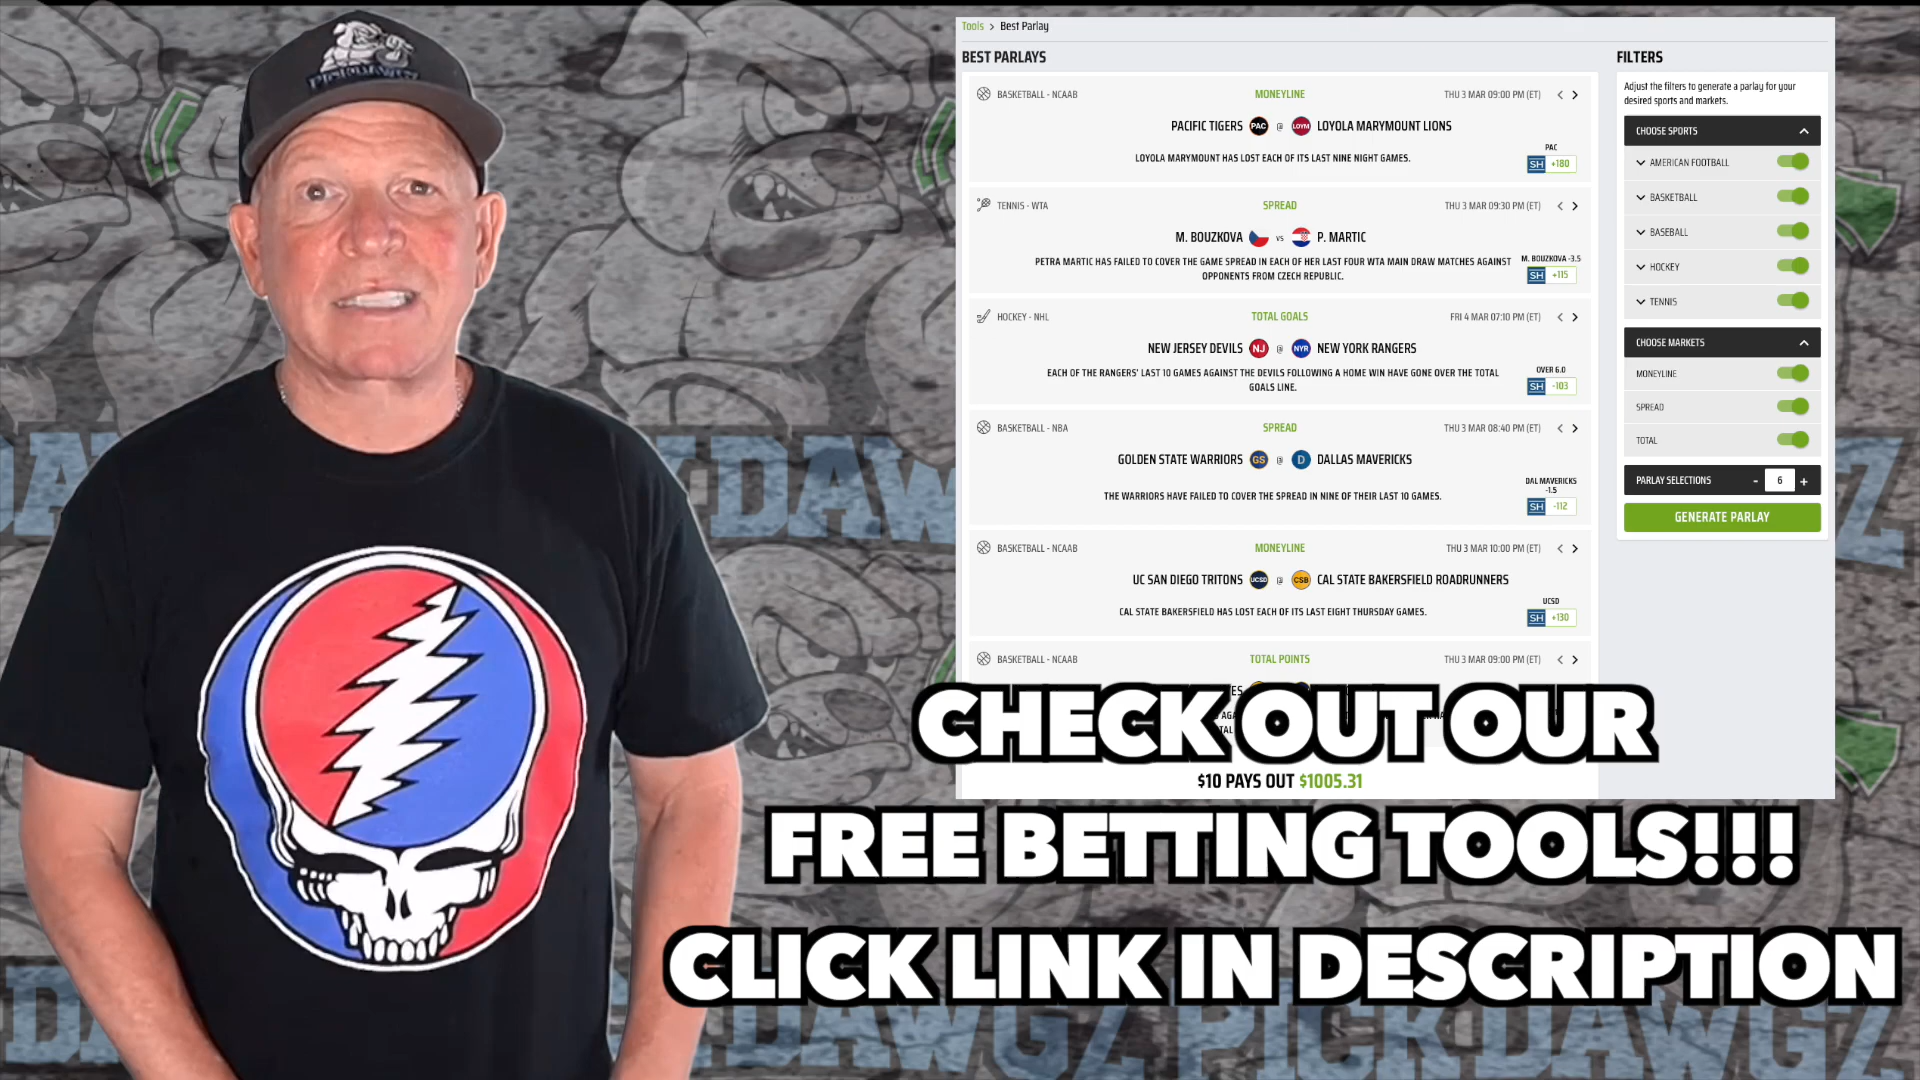 PICKDAWGZ
Tools > Best Parlay
BEST PARLAYS
BASKETBALL - NCAAB
MONEYLINE
THU 3 MAR 09:00 PM (ET)
PACIFIC TIGERS PAC @ LOYM LOYOLA MARYMOUNT LIONS
LOYOLA MARYMOUNT HAS LOST EACH OF ITS LAST NINE NIGHT GAMES.
PAC
SH +180
TENNIS - WTA
SPREAD
THU 3 MAR 09:30 PM (ET)
M. BOUZKOVA VS P. MARTIC
PETRA MARTIC HAS FAILED TO COVER THE GAME SPREAD IN EACH OF HER LAST FOUR WTA MAIN DRAW MATCHES AGAINST
OPPONENTS FROM CZECH REPUBLIC.
M. BOUZKOVA -3.5
SH +115
HOCKEY - NHL
TOTAL GOALS
FRI 4 MAR 07:10 PM (ET)
NEW JERSEY DEVILS NJ @ NYR NEW YORK RANGERS
EACH OF THE RANGERS' LAST 10 GAMES AGAINST THE DEVILS FOLLOWING A HOME WIN HAVE GONE OVER THE TOTAL
GOALS LINE.
OVER 6.0
SH -103
BASKETBALL - NBA
SPREAD
THU 3 MAR 08:40 PM (ET)
GOLDEN STATE WARRIORS GS @ D DALLAS MAVERICKS
THE WARRIORS HAVE FAILED TO COVER THE SPREAD IN NINE OF THEIR LAST 10 GAMES.
DAL MAVERICKS
-1.5
SH -112
BASKETBALL - NCAAB
MONEYLINE
THU 3 MAR 10:00 PM (ET)
UC SAN DIEGO TRITONS UCSD @ CSB CAL STATE BAKERSFIELD ROADRUNNERS
CAL STATE BAKERSFIELD HAS LOST EACH OF ITS LAST EIGHT THURSDAY GAMES.
UCSD
SH +130
BASKETBALL - NCAAB
TOTAL POINTS
THU 3 MAR 09:00 PM (ET)
$10 PAYS OUT $1005.31
FILTERS
Adjust the filters to generate a parlay for your
desired sports and markets.
CHOOSE SPORTS
AMERICAN FOOTBALL
BASKETBALL
BASEBALL
HOCKEY
TENNIS
CHOOSE MARKETS
MONEYLINE
SPREAD
TOTAL
PARLAY SELECTIONS - 6 +
GENERATE PARLAY
CHECK OUT OUR
FREE BETTING TOOLS!!!
CLICK LINK IN DESCRIPTION
PICKDAWGZ